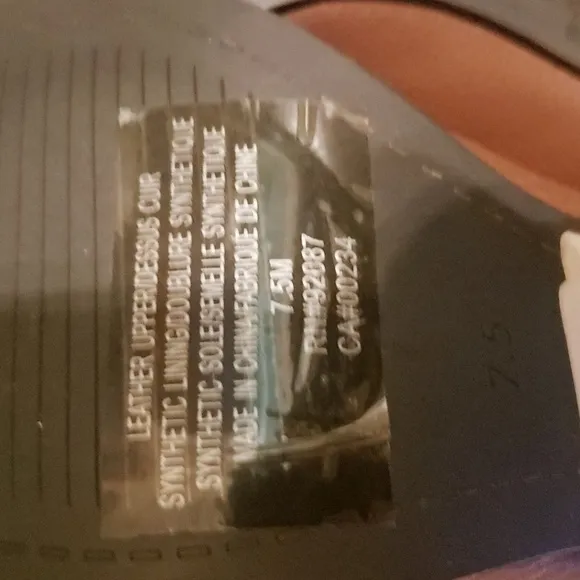 LEATHER UPPER/DESSUS CUIR
SYNTHETIC LINING/DOUBLURE SYNTHETIQUE
SYNTHETIC SOLE/SEMELLE SYNTHETIQUE
MADE IN CHINA/FABRIQUE DE CHINE
7.5M
RN#92087
CA#00234
7.5